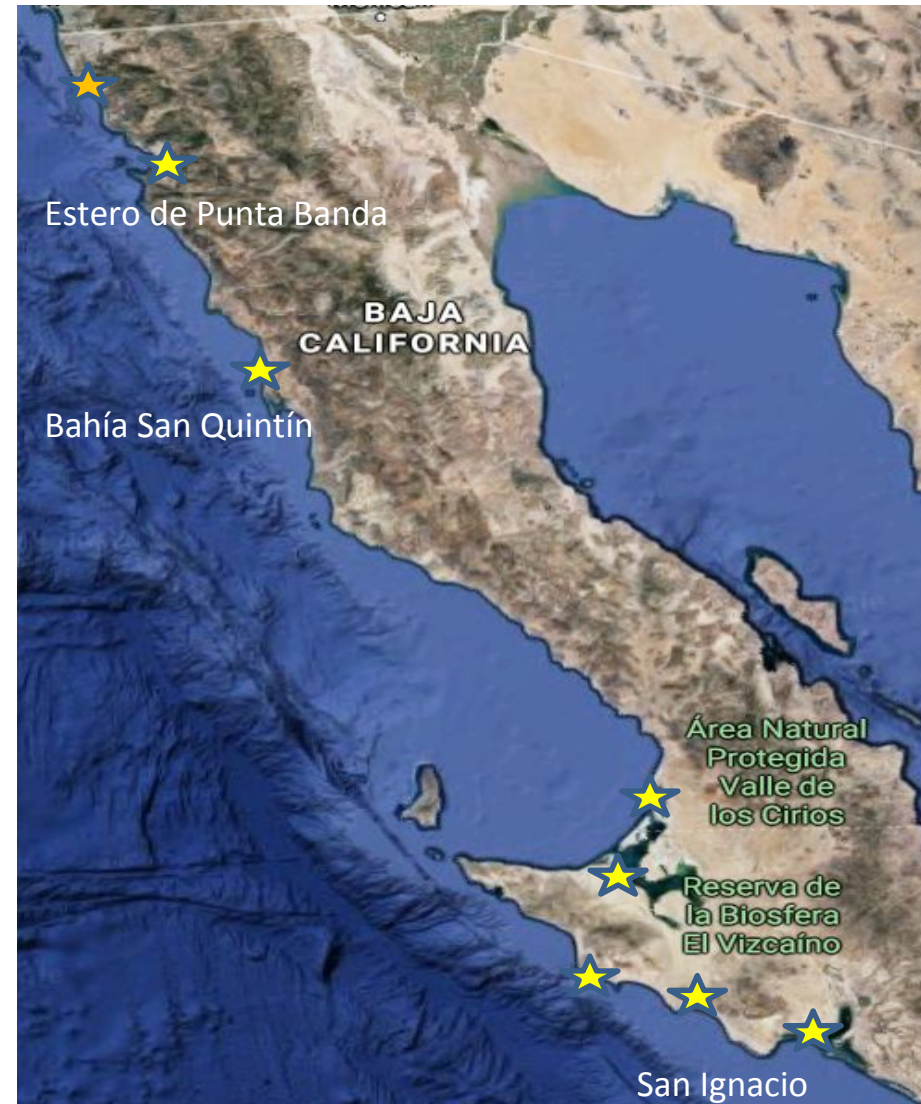 Estero de Punta Banda
BAJA
CALIFORNIA
Bahía San Quintín
Área Natural
Protegida
Valle de
los Cirios
Reserva de
la Biosfera
El Vizcaíno
San Ignacio